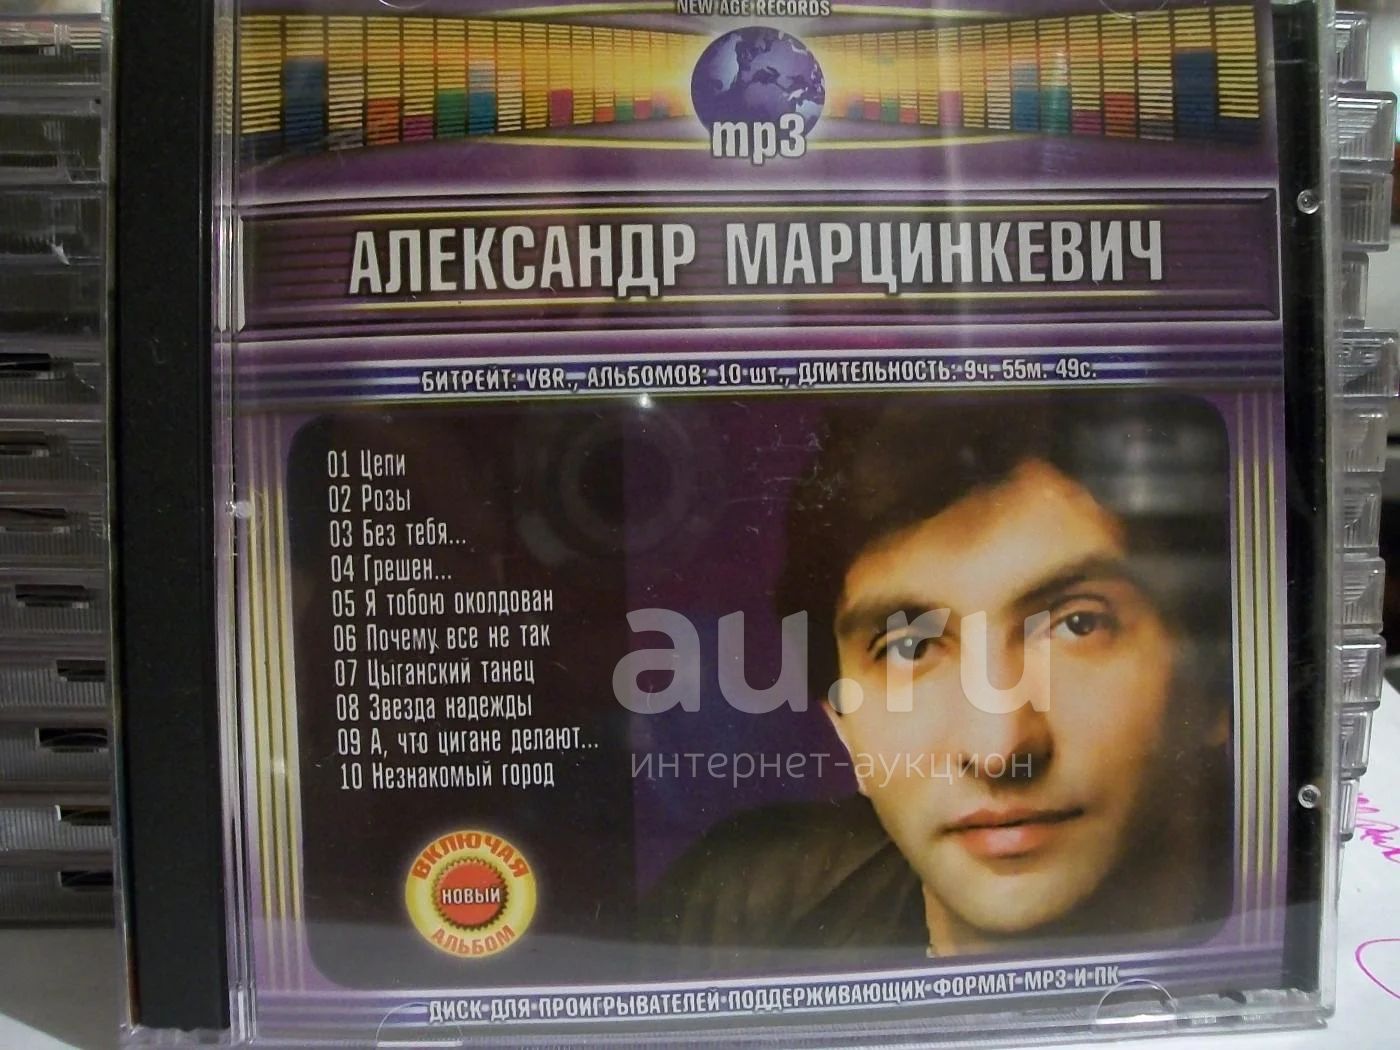 NEW AGE RECORDS
mp3
АЛЕКСАНДР МАРЦИНКЕВИЧ
БИТРЕЙТ: VBR., АЛЬБОМОВ: 10 шт., ДЛИТЕЛЬНОСТЬ: 9ч. 55м. 49с.
01 Цепи
02 Розы
03 Без тебя...
04 Грешен...
05 Я тобою околдован
06 Почему все не так
07 Цыганский танец
08 Звезда надежды
09 А, что цигане делают...
10 Незнакомый город
au.ru
интернет-аукцион
ВКЛЮЧАЯ
НОВЫЙ
АЛЬБОМ
ДИСК ДЛЯ ПРОИГРЫВАТЕЛЕЙ ПОДДЕРЖИВАЮЩИХ ФОРМАТ MP3 И ПК